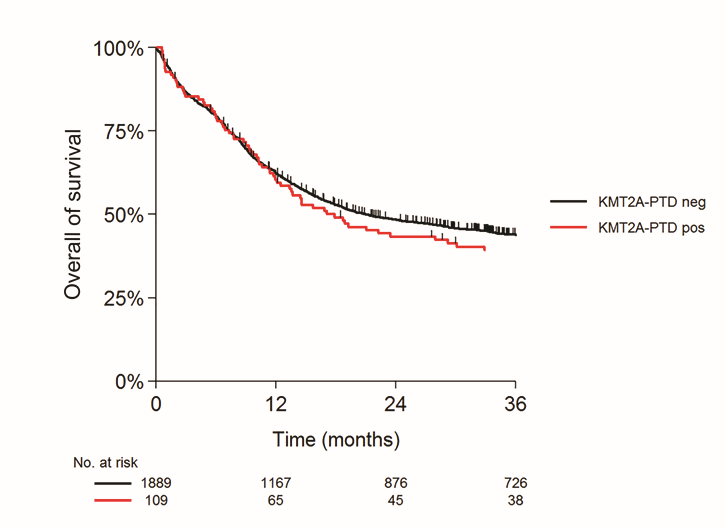 100%
75%
50%
25%
0%
Overall of survival
0 12 24 36
Time (months)
KMT2A-PTD neg
KMT2A-PTD pos
No. at risk
1889 1167 876 726
109 65 45 38